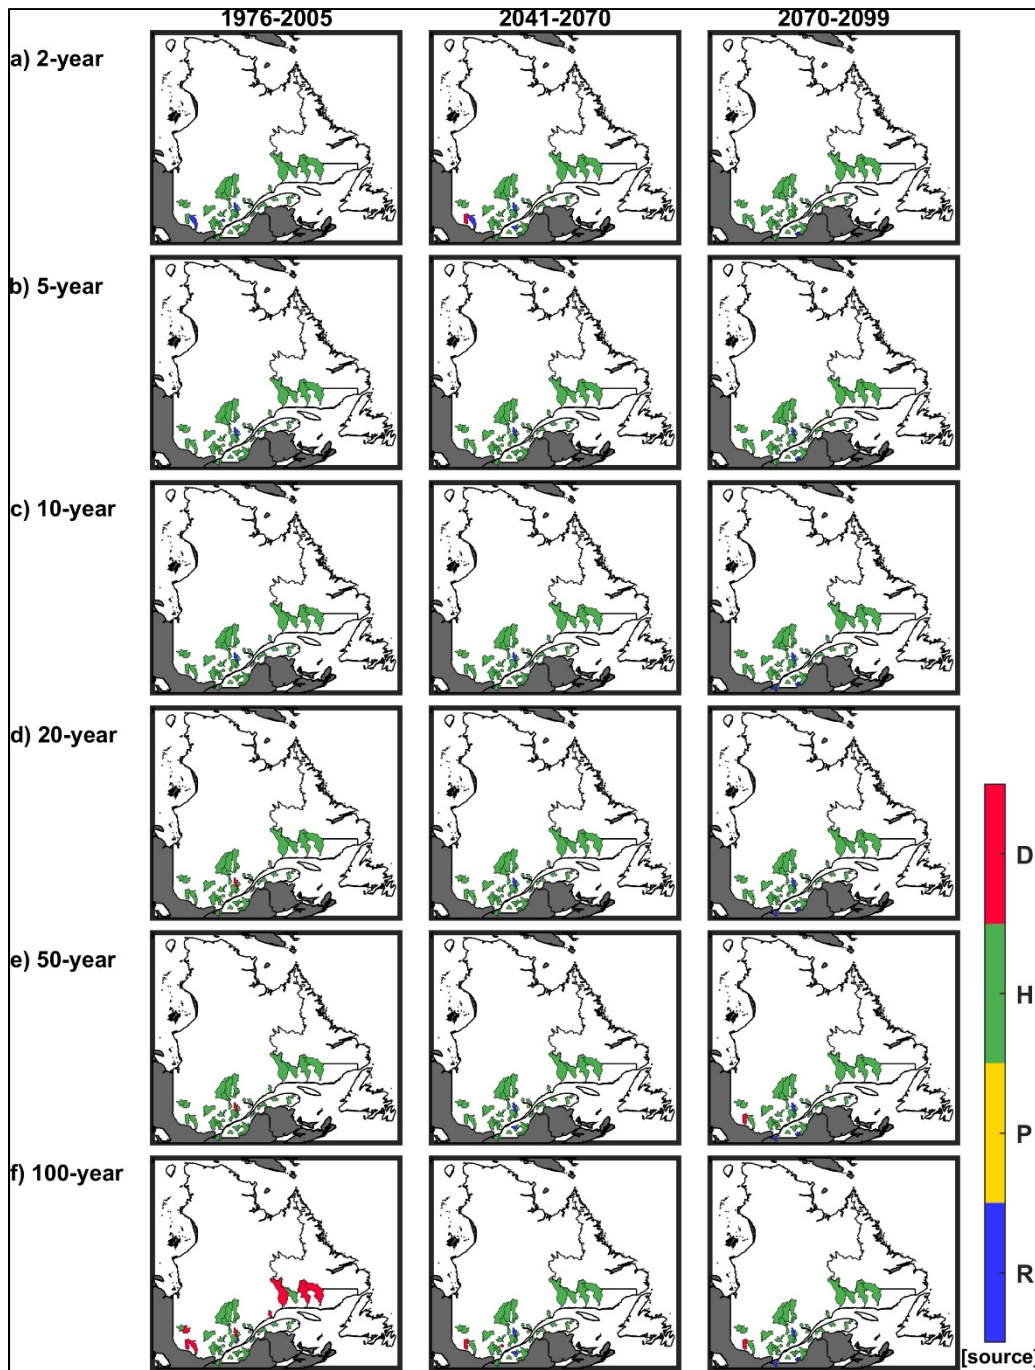 1976-2005 2041-2070 2070-2099
a) 2-year
b) 5-year
c) 10-year
d) 20-year
D
H
e) 50-year
P
f) 100-year
R
[source]